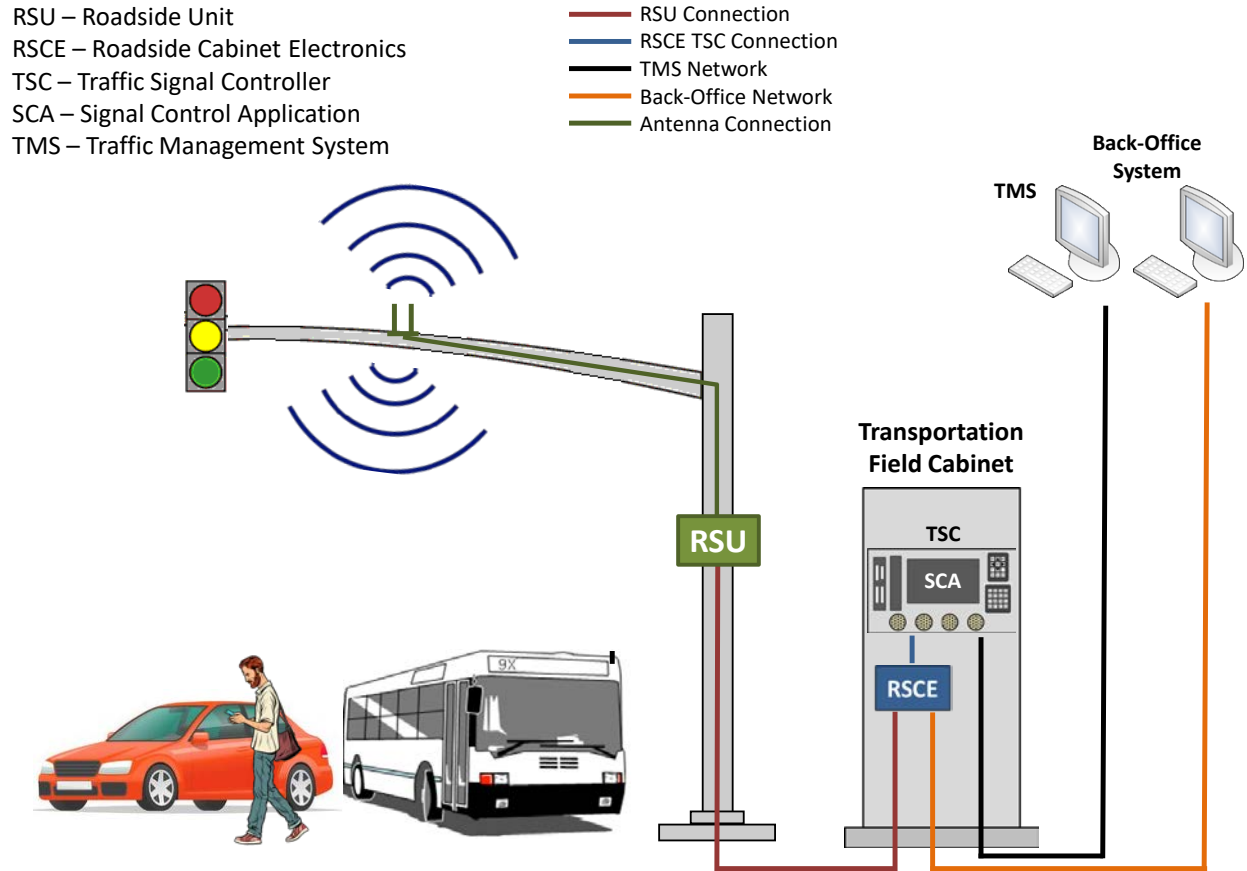 RSU – Roadside Unit
RSCE – Roadside Cabinet Electronics
TSC – Traffic Signal Controller
SCA – Signal Control Application
TMS – Traffic Management System
RSU Connection
RSCE TSC Connection
TMS Network
Back-Office Network
Antenna Connection
Back-Office
System
TMS
Transportation
Field Cabinet
RSU
TSC
SCA
RSCE
9X